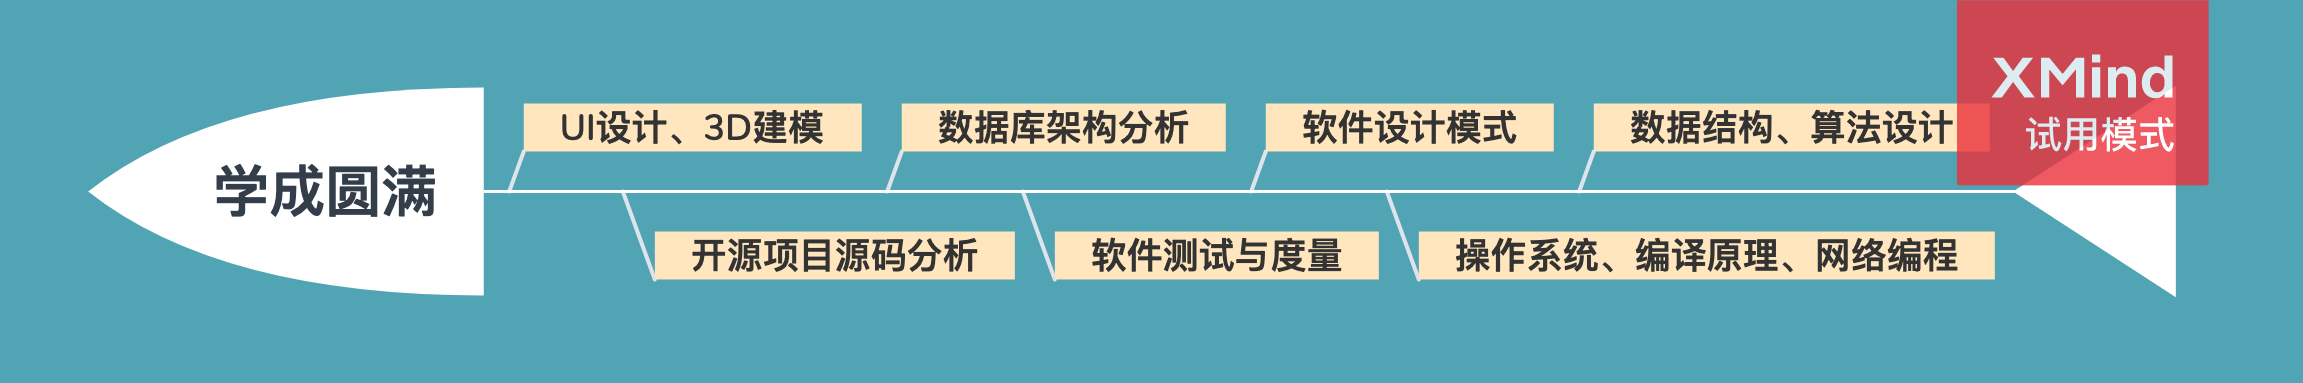 学成圆满
UI设计、3D建模
数据库架构分析
软件设计模式
数据结构、算法设计
开源项目源码分析
软件测试与度量
操作系统、编译原理、网络编程
XMind
试用模式